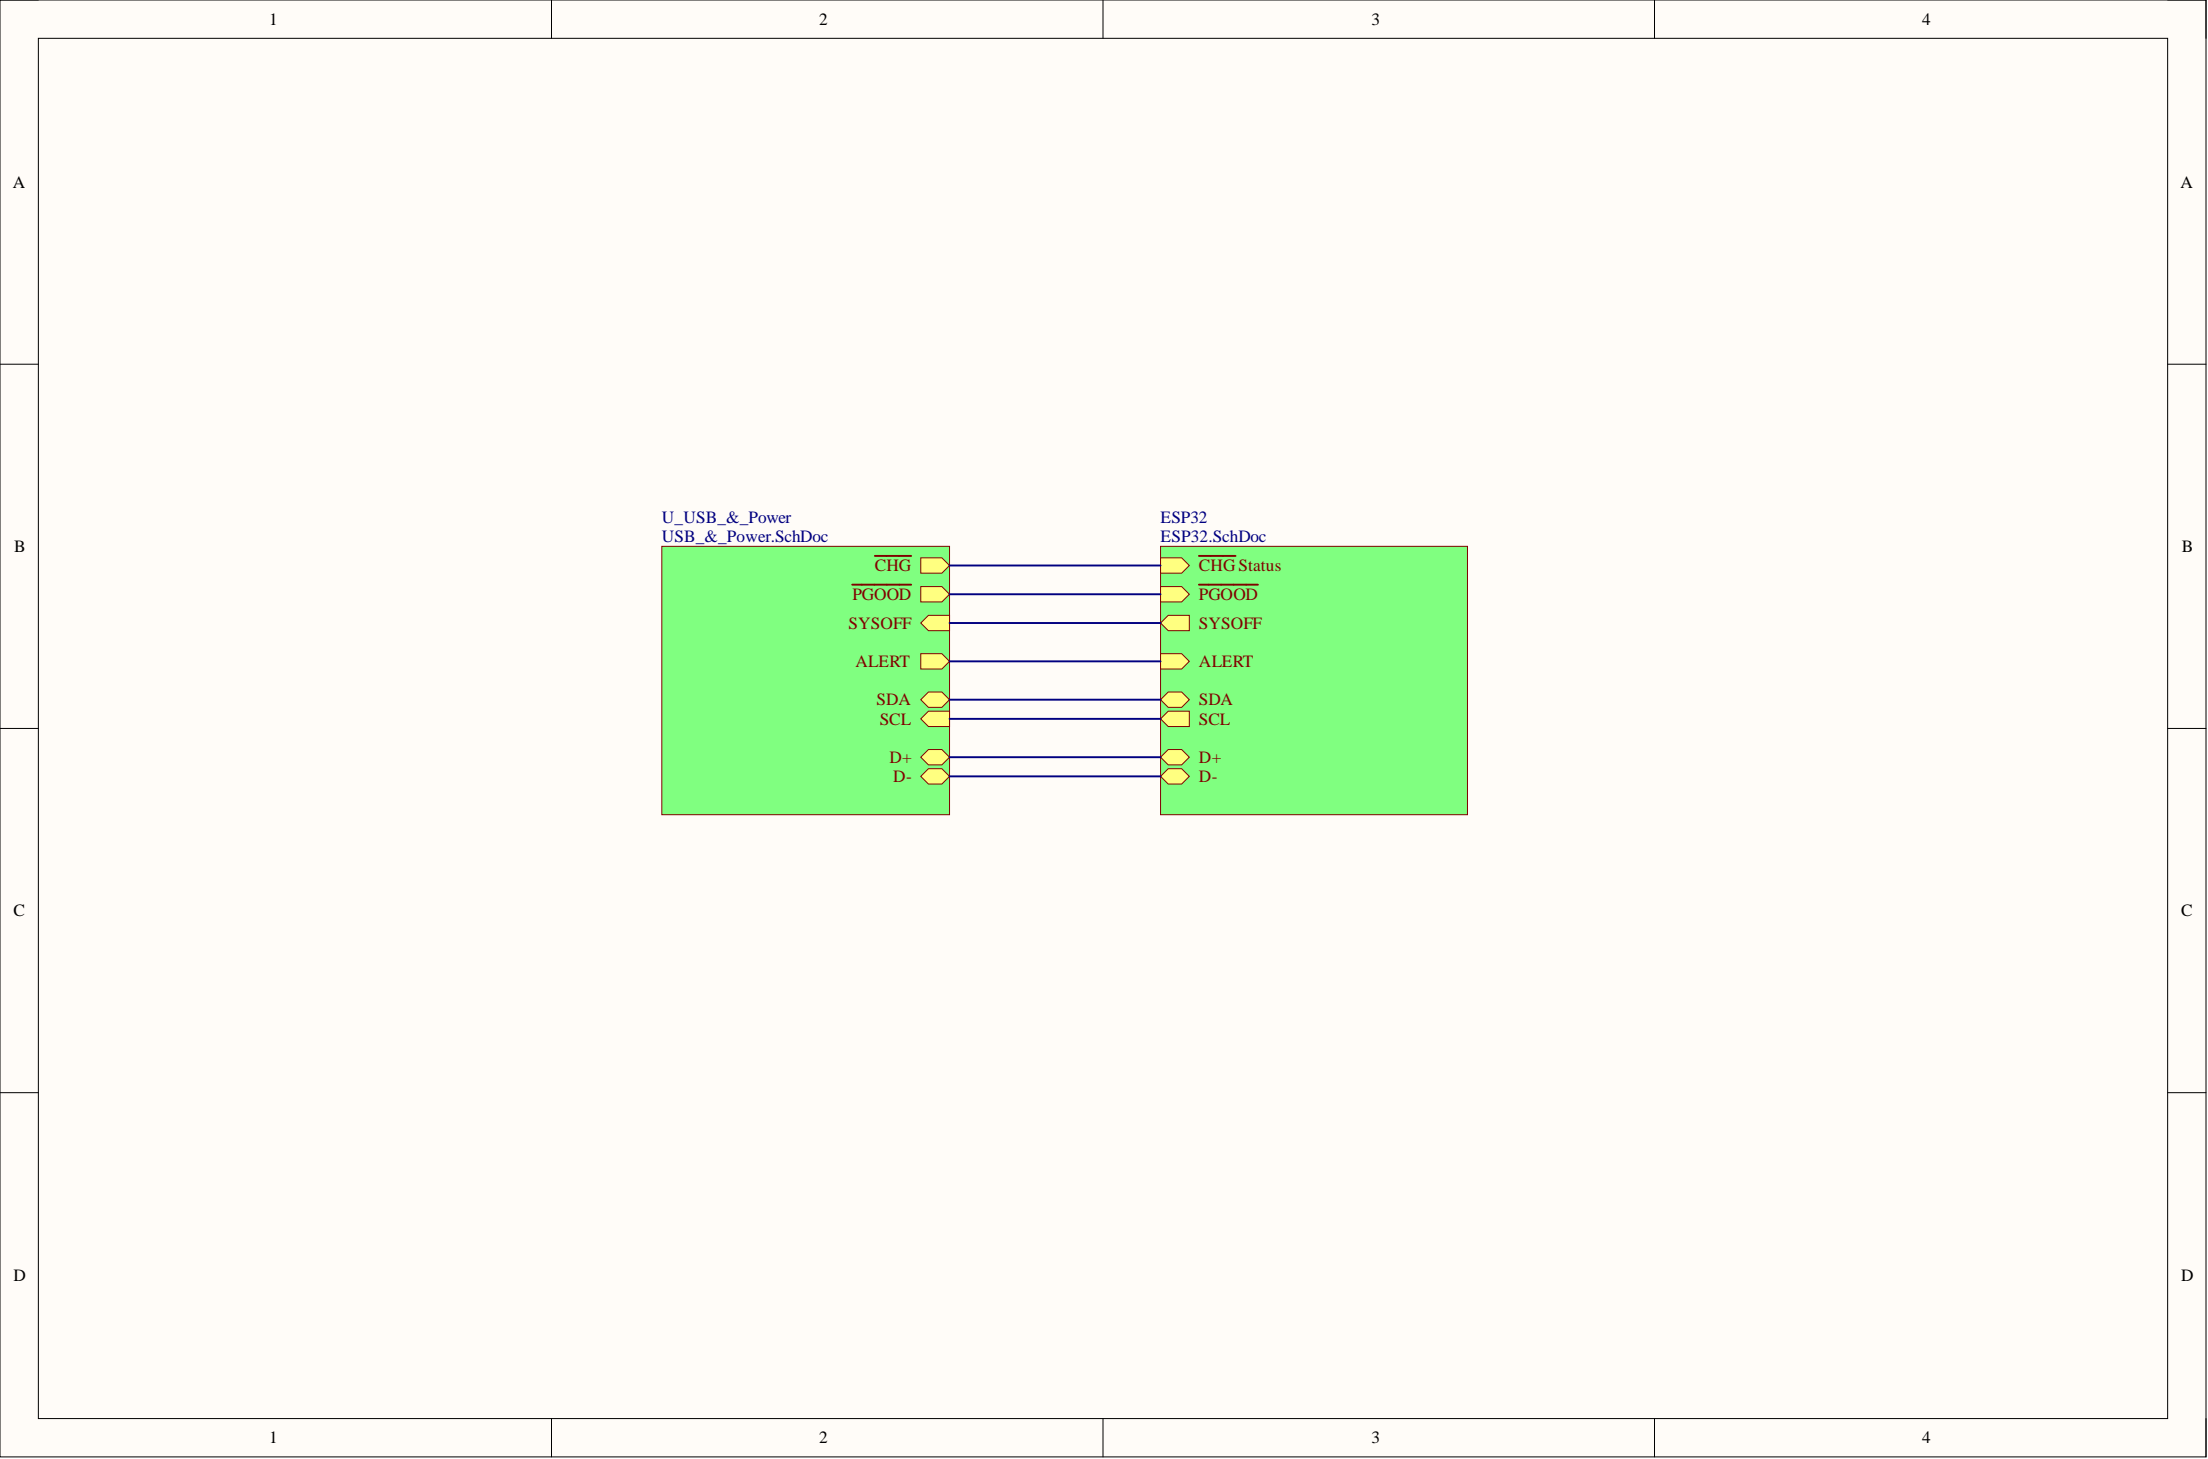 1 2 3 4
A A
B B
U_USB_&_Power
USB_&_Power.SchDoc
CHG
PGOOD
SYSOFF
ALERT
SDA
SCL
D+
D-
ESP32
ESP32.SchDoc
CHG Status
PGOOD
SYSOFF
ALERT
SDA
SCL
D+
D-
C C
D D
1 2 3 4